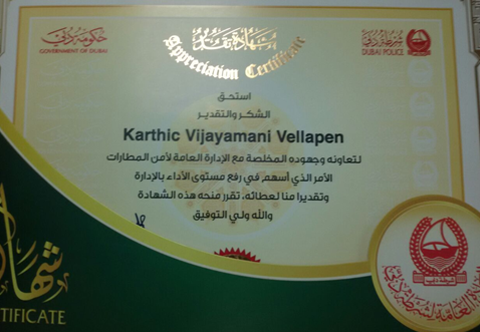 حكومة دبي
GOVERNMENT OF DUBAI
شهادة تقدير
Appreciation Certificate
شرطة دبي
DUBAI POLICE
استحق
الشكر والتقدير
Karthic Vijayamani Vellapen
لتعاونه وجهوده المخلصة مع الإدارة العامة لأمن المطارات
الأمر الذي أسهم في رفع مستوى الأداء بالإدارة
وتقديرا منا لعطائه، تقرر منحه هذه الشهادة
والله ولي التوفيق